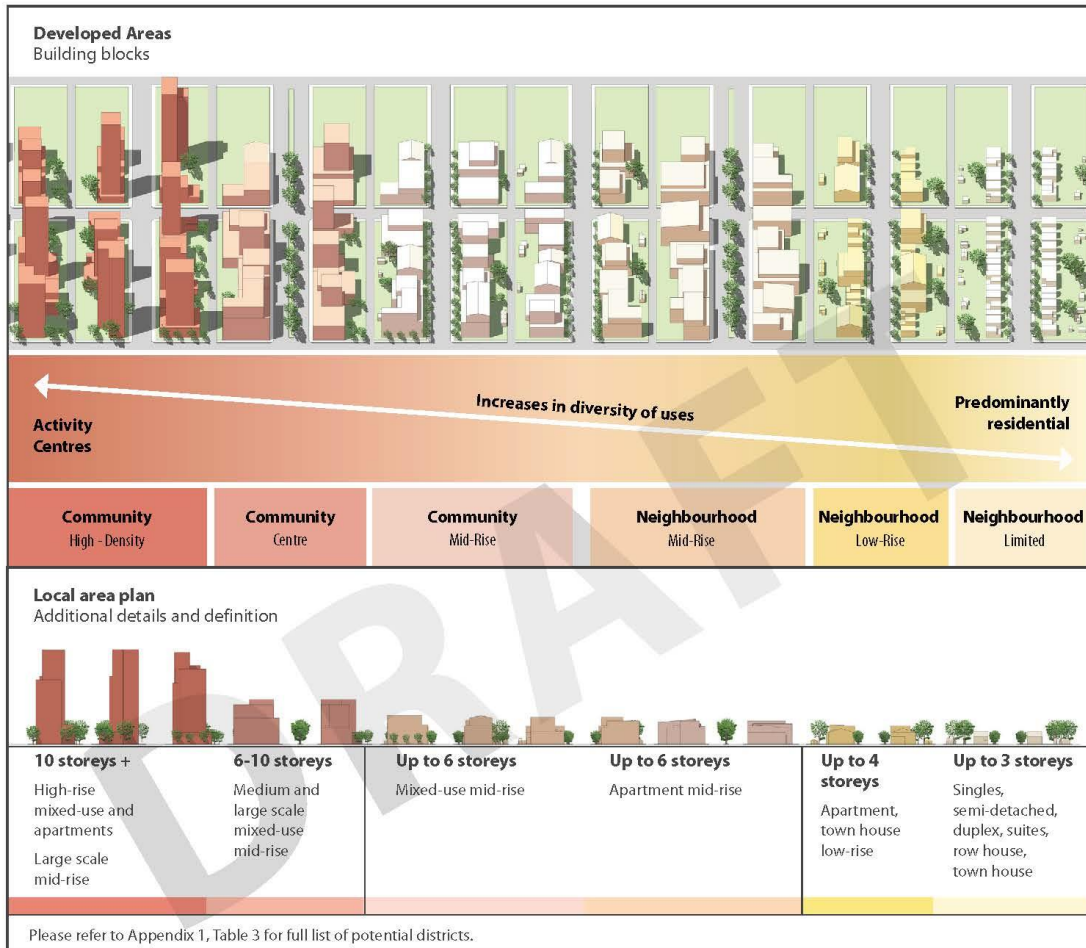 Developed Areas
Building blocks
Increases in diversity of uses
Activity
Centres
Predominantly
residential
Community
High - Density
Community
Centre
Community
Mid-Rise
Neighbourhood
Mid-Rise
Neighbourhood
Low-Rise
Neighbourhood
Limited
Local area plan
Additional details and definition
10 storeys +
High-rise
mixed-use and
apartments
Large scale
mid-rise
6-10 storeys
Medium and
large scale
mixed-use
mid-rise
Up to 6 storeys
Mixed-use mid-rise
Up to 6 storeys
Apartment mid-rise
Up to 4
storeys
Apartment,
town house
low-rise
Up to 3 storeys
Singles,
semi-detached,
duplex, suites,
row house,
town house
Please refer to Appendix 1, Table 3 for full list of potential districts.
DRAFT